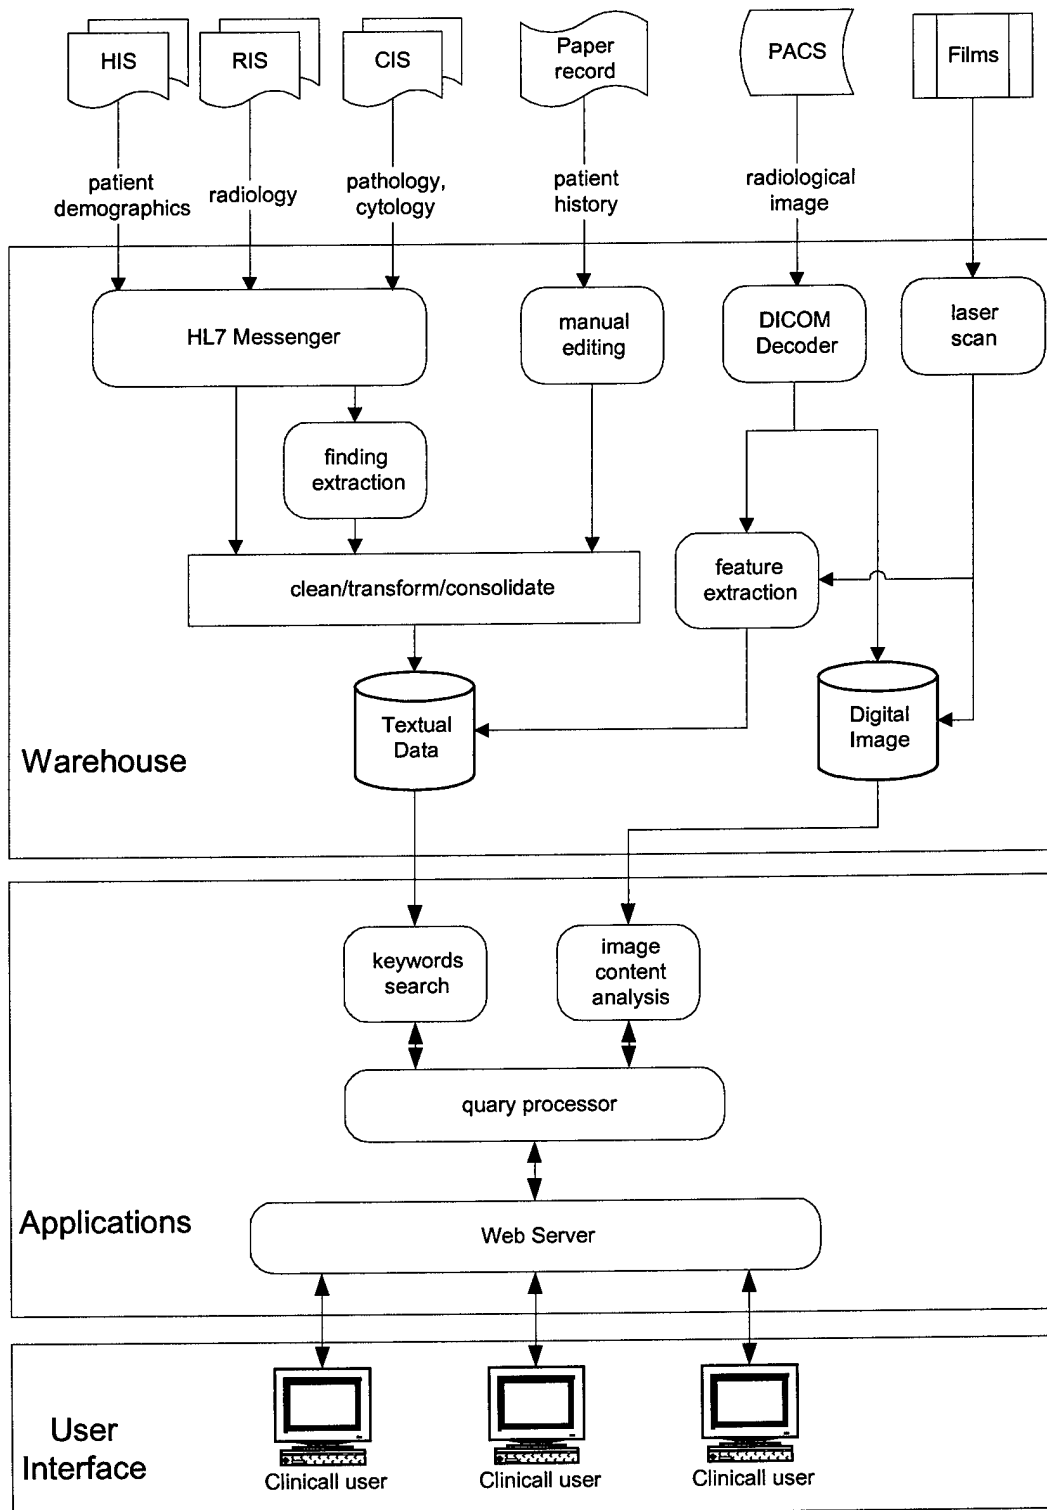 HIS
RIS
CIS
Paper
record
PACS
Films
patient
demographics
radiology
pathology,
cytology
patient
history
radiological
image
HL7 Messenger
manual
editing
DICOM
Decoder
laser
scan
finding
extraction
feature
extraction
clean/transform/consolidate
Textual
Data
Digital
Image
Warehouse
keywords
search
image
content
analysis
quary processor
Web Server
Applications
User
Interface
Clinicall user
Clinicall user
Clinicall user